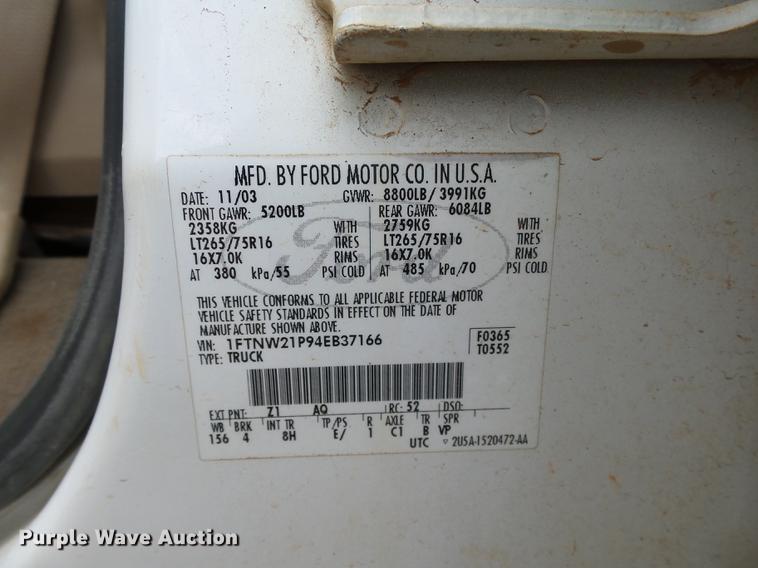 MFD. BY FORD MOTOR CO. IN U.S.A.
DATE: 11/03 GVWR: 8800LB/ 3991KG
FRONT GAWR: 5200LB REAR GAWR: 6084LB
2358KG WITH 2759KG WITH
LT265/75R16 TIRES LT265/75R16 TIRES
16X7.0K RIMS 16X7.0K RIMS
AT 380 kPa/55 PSI COLD AT 485 kPa/70 PSI COLD
Ford
THIS VEHICLE CONFORMS TO ALL APPLICABLE FEDERAL MOTOR
VEHICLE SAFETY STANDARDS IN EFFECT ON THE DATE OF
MANUFACTURE SHOWN ABOVE.
VIN: 1FTNW21P94EB37166 F0365
TYPE: TRUCK T0552
EXT PNT: Z1 AQ RC: 52 DSO:
WB BRK INT TR TP/PS R AXLE TR SPR
156 4 8H E/ 1 C1 B VP
UTC 2U5A-1520472-AA
Purple Wave Auction